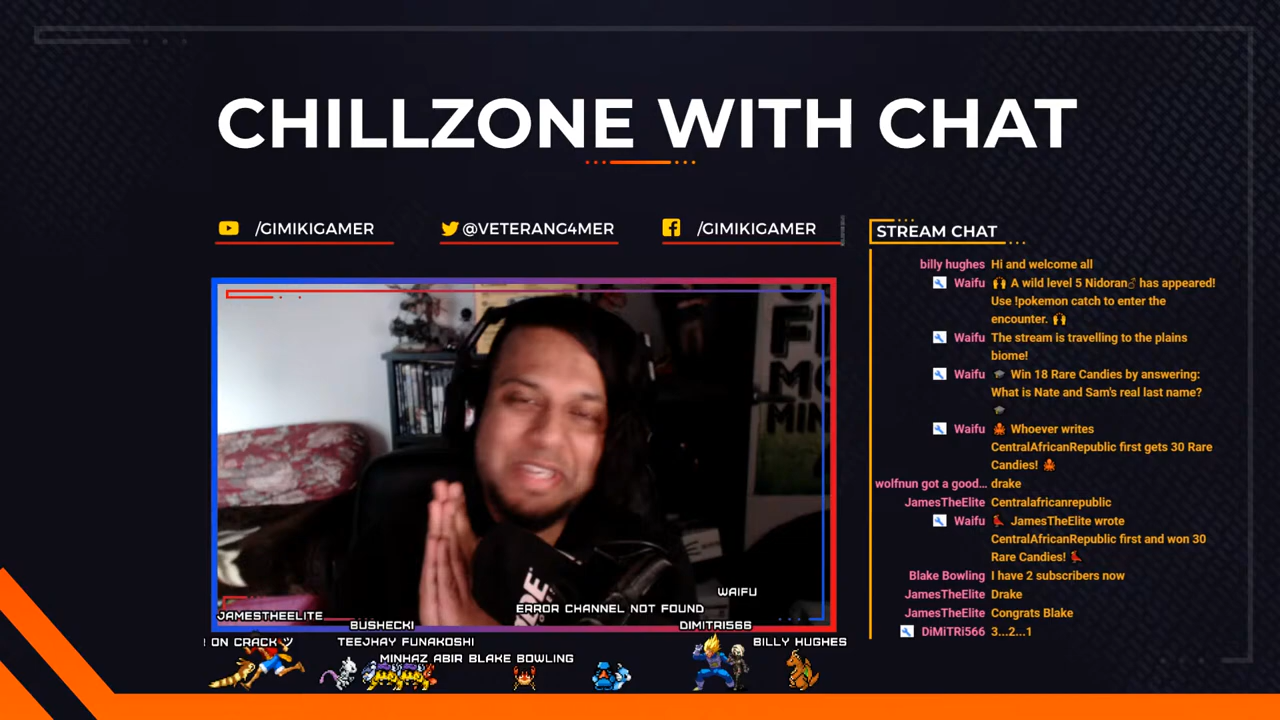 CHILLZONE WITH CHAT
/GIMIKIGAMER
@VETERANG4MER
/GIMIKIGAMER
STREAM CHAT
billy hughes Hi and welcome all
Waifu 🙌 A wild level 5 Nidoran♂ has appeared!
Use !pokemon catch to enter the
encounter. 🙌
Waifu The stream is travelling to the plains
biome!
Waifu 🎓 Win 18 Rare Candies by answering:
What is Nate and Sam's real last name?
🎓
Waifu 🐙 Whoever writes
CentralAfricanRepublic first gets 30 Rare
Candies! 🐙
wolfnun got a good... drake
JamesTheElite Centralafricanrepublic
Waifu 💃 JamesTheElite wrote
CentralAfricanRepublic first and won 30
Rare Candies! 💃
Blake Bowling I have 2 subscribers now
JamesTheElite Drake
JamesTheElite Congrats Blake
DiMiTRi566 3...2...1
WAIFU
ERROR CHANNEL NOT FOUND
JAMESTHEELITE
BUSHECKI
DIMITRI566
! ON CRACK
TEEJHAY FUNAKOSHI
BILLY HUGHES
MINHAZ ABIR
BLAKE BOWLING